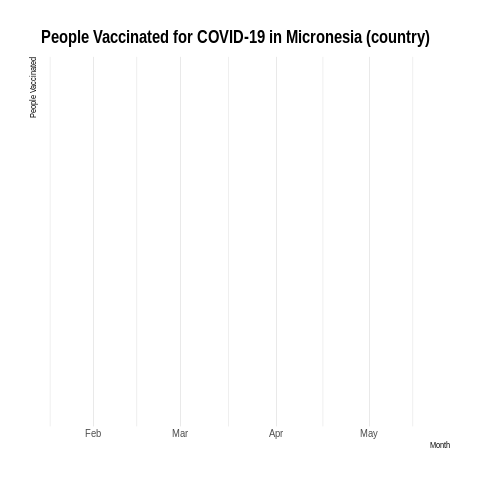 People Vaccinated for COVID-19 in Micronesia (country)
People Vaccinated
Feb Mar Apr May
Month